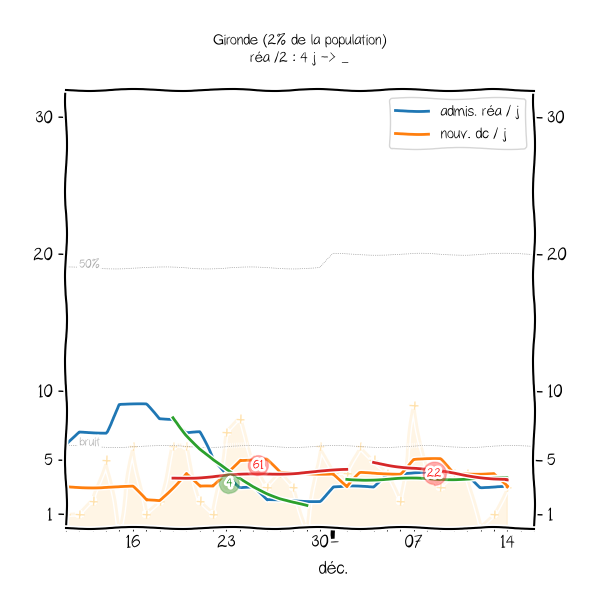 Gironde (2% de la population)
réa /2 : 4 j -> _
admis. réa / j
nouv. dc / j
30 30
20 20
50%
10 10
bruit
5 5
61
22
4
1 1
16 23 30 07 14
déc.